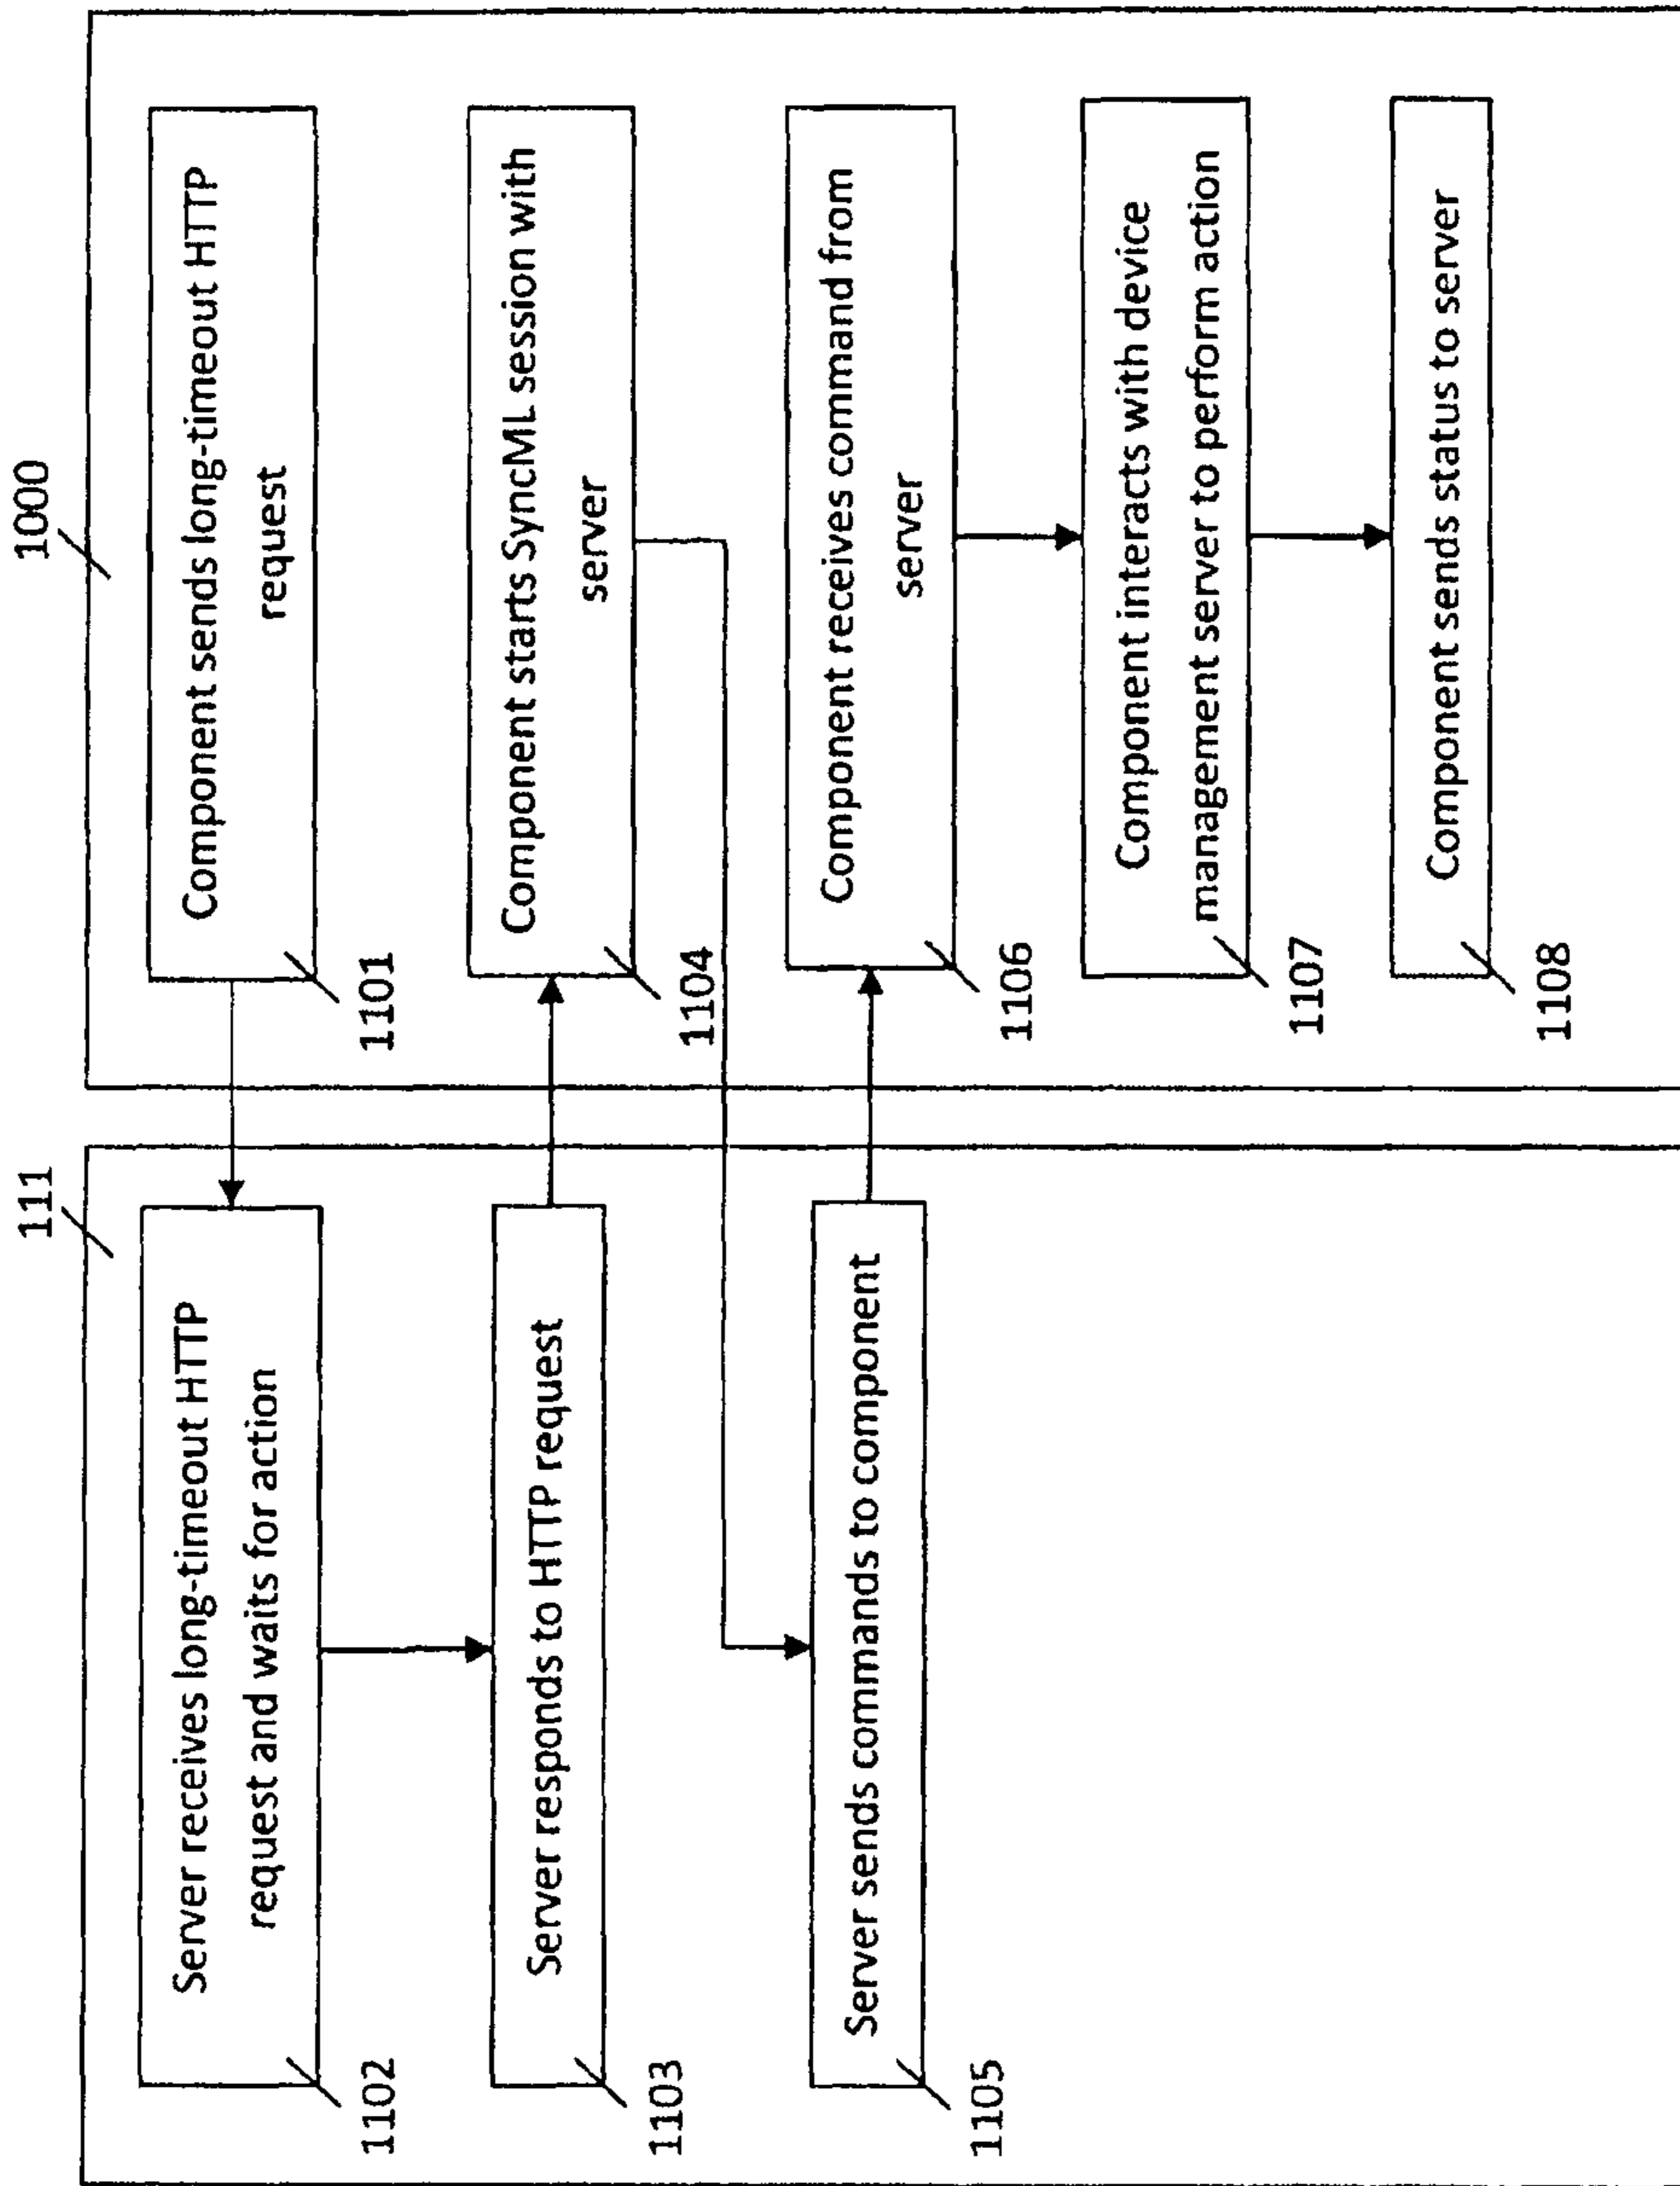 111
Server receives long-timeout HTTP
request and waits for action
1102
Server responds to HTTP request
1103
Server sends commands to component
1105
1000
Component sends long-timeout HTTP
request
1101
Component starts SyncML session with
server
1104
Component receives command from
server
1106
Component interacts with device
management server to perform action
1107
Component sends status to server
1108